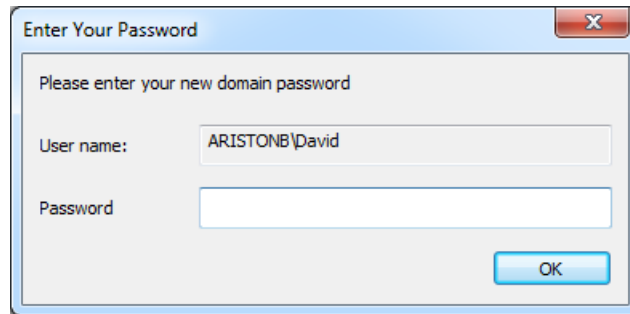 Enter Your Password
Please enter your new domain password
User name:
ARISTONB\David
Password
OK